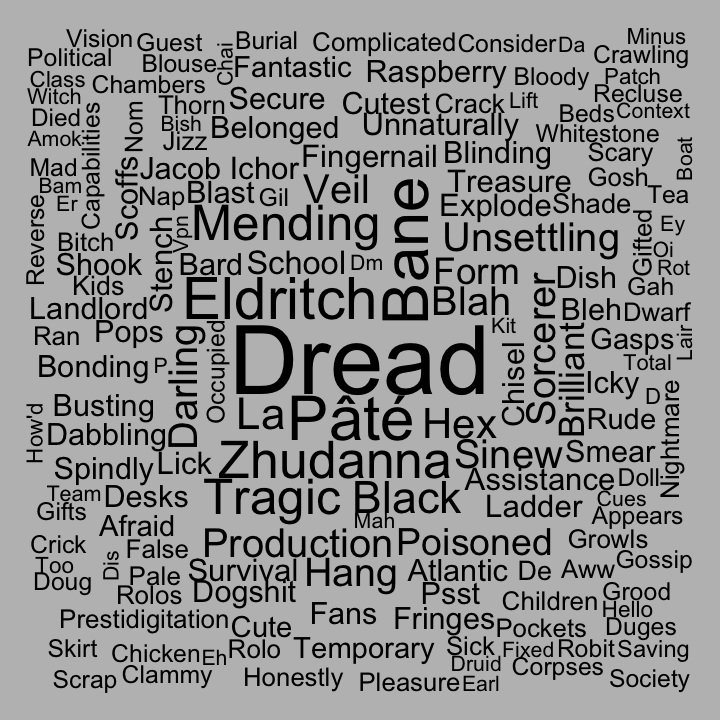 Vision
Guest
Burial
Complicated
Consider
Da
Minus
Political
Blouse
Chai
Fantastic
Raspberry
Bloody
Crawling
Class
Chambers
Patch
Witch
Thorn
Secure
Cutest
Crack
Lift
Recluse
Died
Capabilities
Nom
Bish
Belonged
Unnaturally
Beds
Context
Amok
Jizz
Whitestone
Mad
Scoffs
Jacob
Ichor
Fingernail
Blinding
Scary
Boat
Bam
Nap
Blast
Gil
Veil
Bane
Treasure
Gosh
Er
Reverse
Stench
Vpn
Mending
Explode
Shade
Tea
Bitch
Unsettling
Gifted
Ey
Shook
Bard
School
Dm
Form
Dish
Oi
Rot
Kids
Gah
Landlord
Eldritch
Blah
Sorcerer
Bleh
Dwarf
Ran
Pops
Darling
Occupied
Dread
Kit
Chisel
Brilliant
Gasps
Lair
Bonding
P
Total
Busting
Icky
D
Nightmare
How'd
Dabbling
La
Pâté
Hex
Rude
Spindly
Lick
Zhudanna
Sinew
Smear
Team
Desks
Tragic
Black
Assistance
Doll
Gifts
Ladder
Cues
Afraid
Mah
Appears
Crick
False
Production
Poisoned
Growls
Too
Dis
Pale
Survival
Hang
Atlantic
De
Aww
Gossip
Doug
Rolos
Dogshit
Psst
Children
Grood
Prestidigitation
Cute
Fans
Fringes
Pockets
Hello
Duges
Skirt
Chicken
Eh
Rolo
Temporary
Sick
Fixed
Robit
Saving
Scrap
Clammy
Honestly
Pleasure
Druid
Earl
Corpses
Society